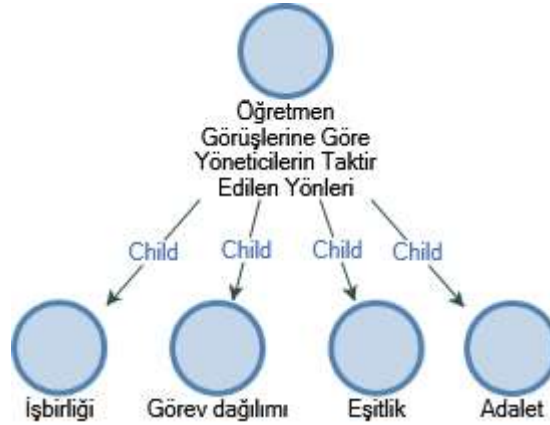 Öğretmen
Görüşlerine Göre
Yöneticilerin Taktir
Edilen Yönleri
Child Child Child Child
İşbirliği Görev dağılımı Eşitlik Adalet